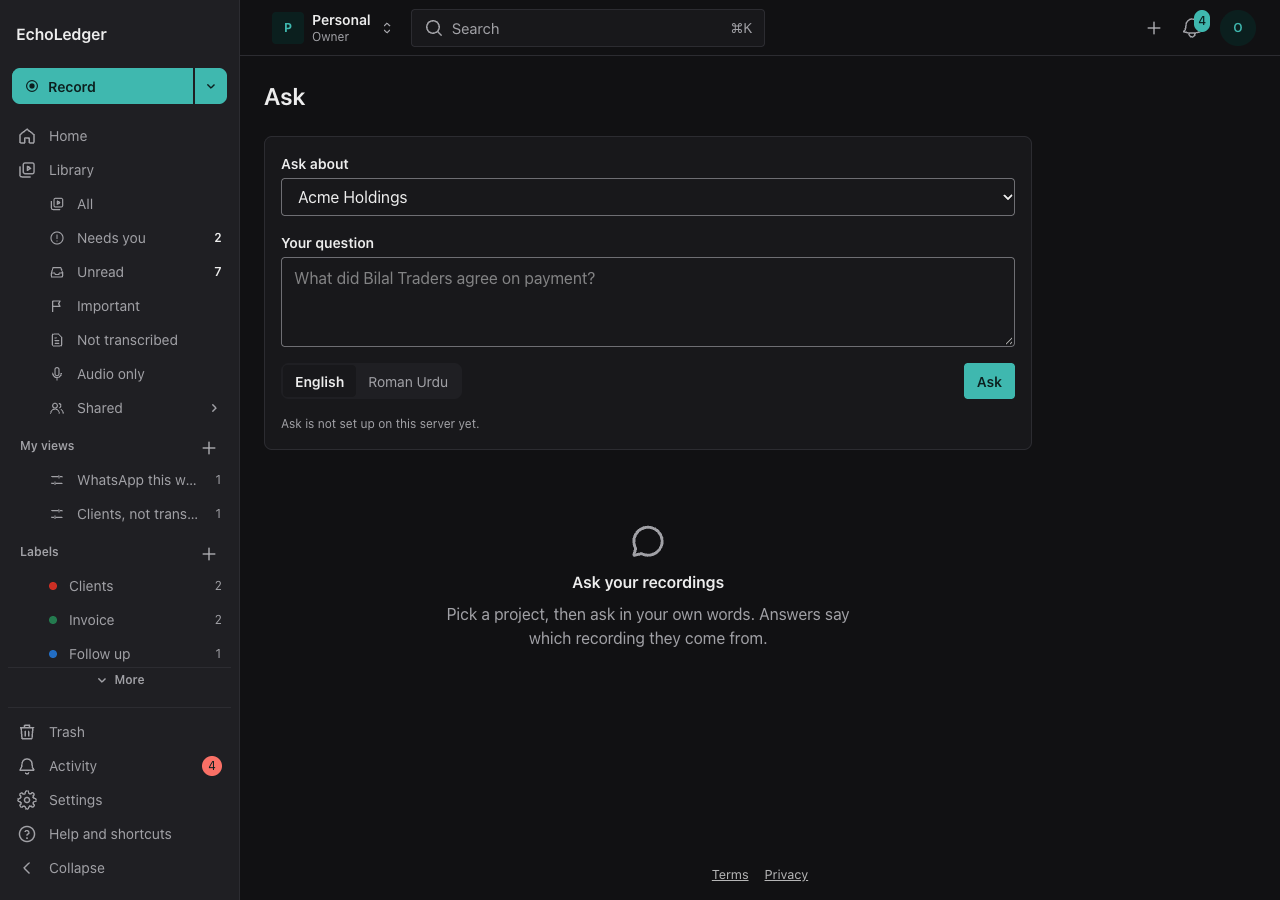 EchoLedger
Record
Home
Library
All
Needs you 2
Unread 7
Important
Not transcribed
Audio only
Shared
My views
WhatsApp this w... 1
Clients, not trans... 1
Labels
Clients 2
Invoice 2
Follow up 1
More
Trash
Activity 4
Settings
Help and shortcuts
Collapse
P
Personal
Owner
Search ⌘K
4
O
Ask
Ask about
Acme Holdings
Your question
What did Bilal Traders agree on payment?
English Roman Urdu
Ask
Ask is not set up on this server yet.
Ask your recordings
Pick a project, then ask in your own words. Answers say
which recording they come from.
Terms Privacy